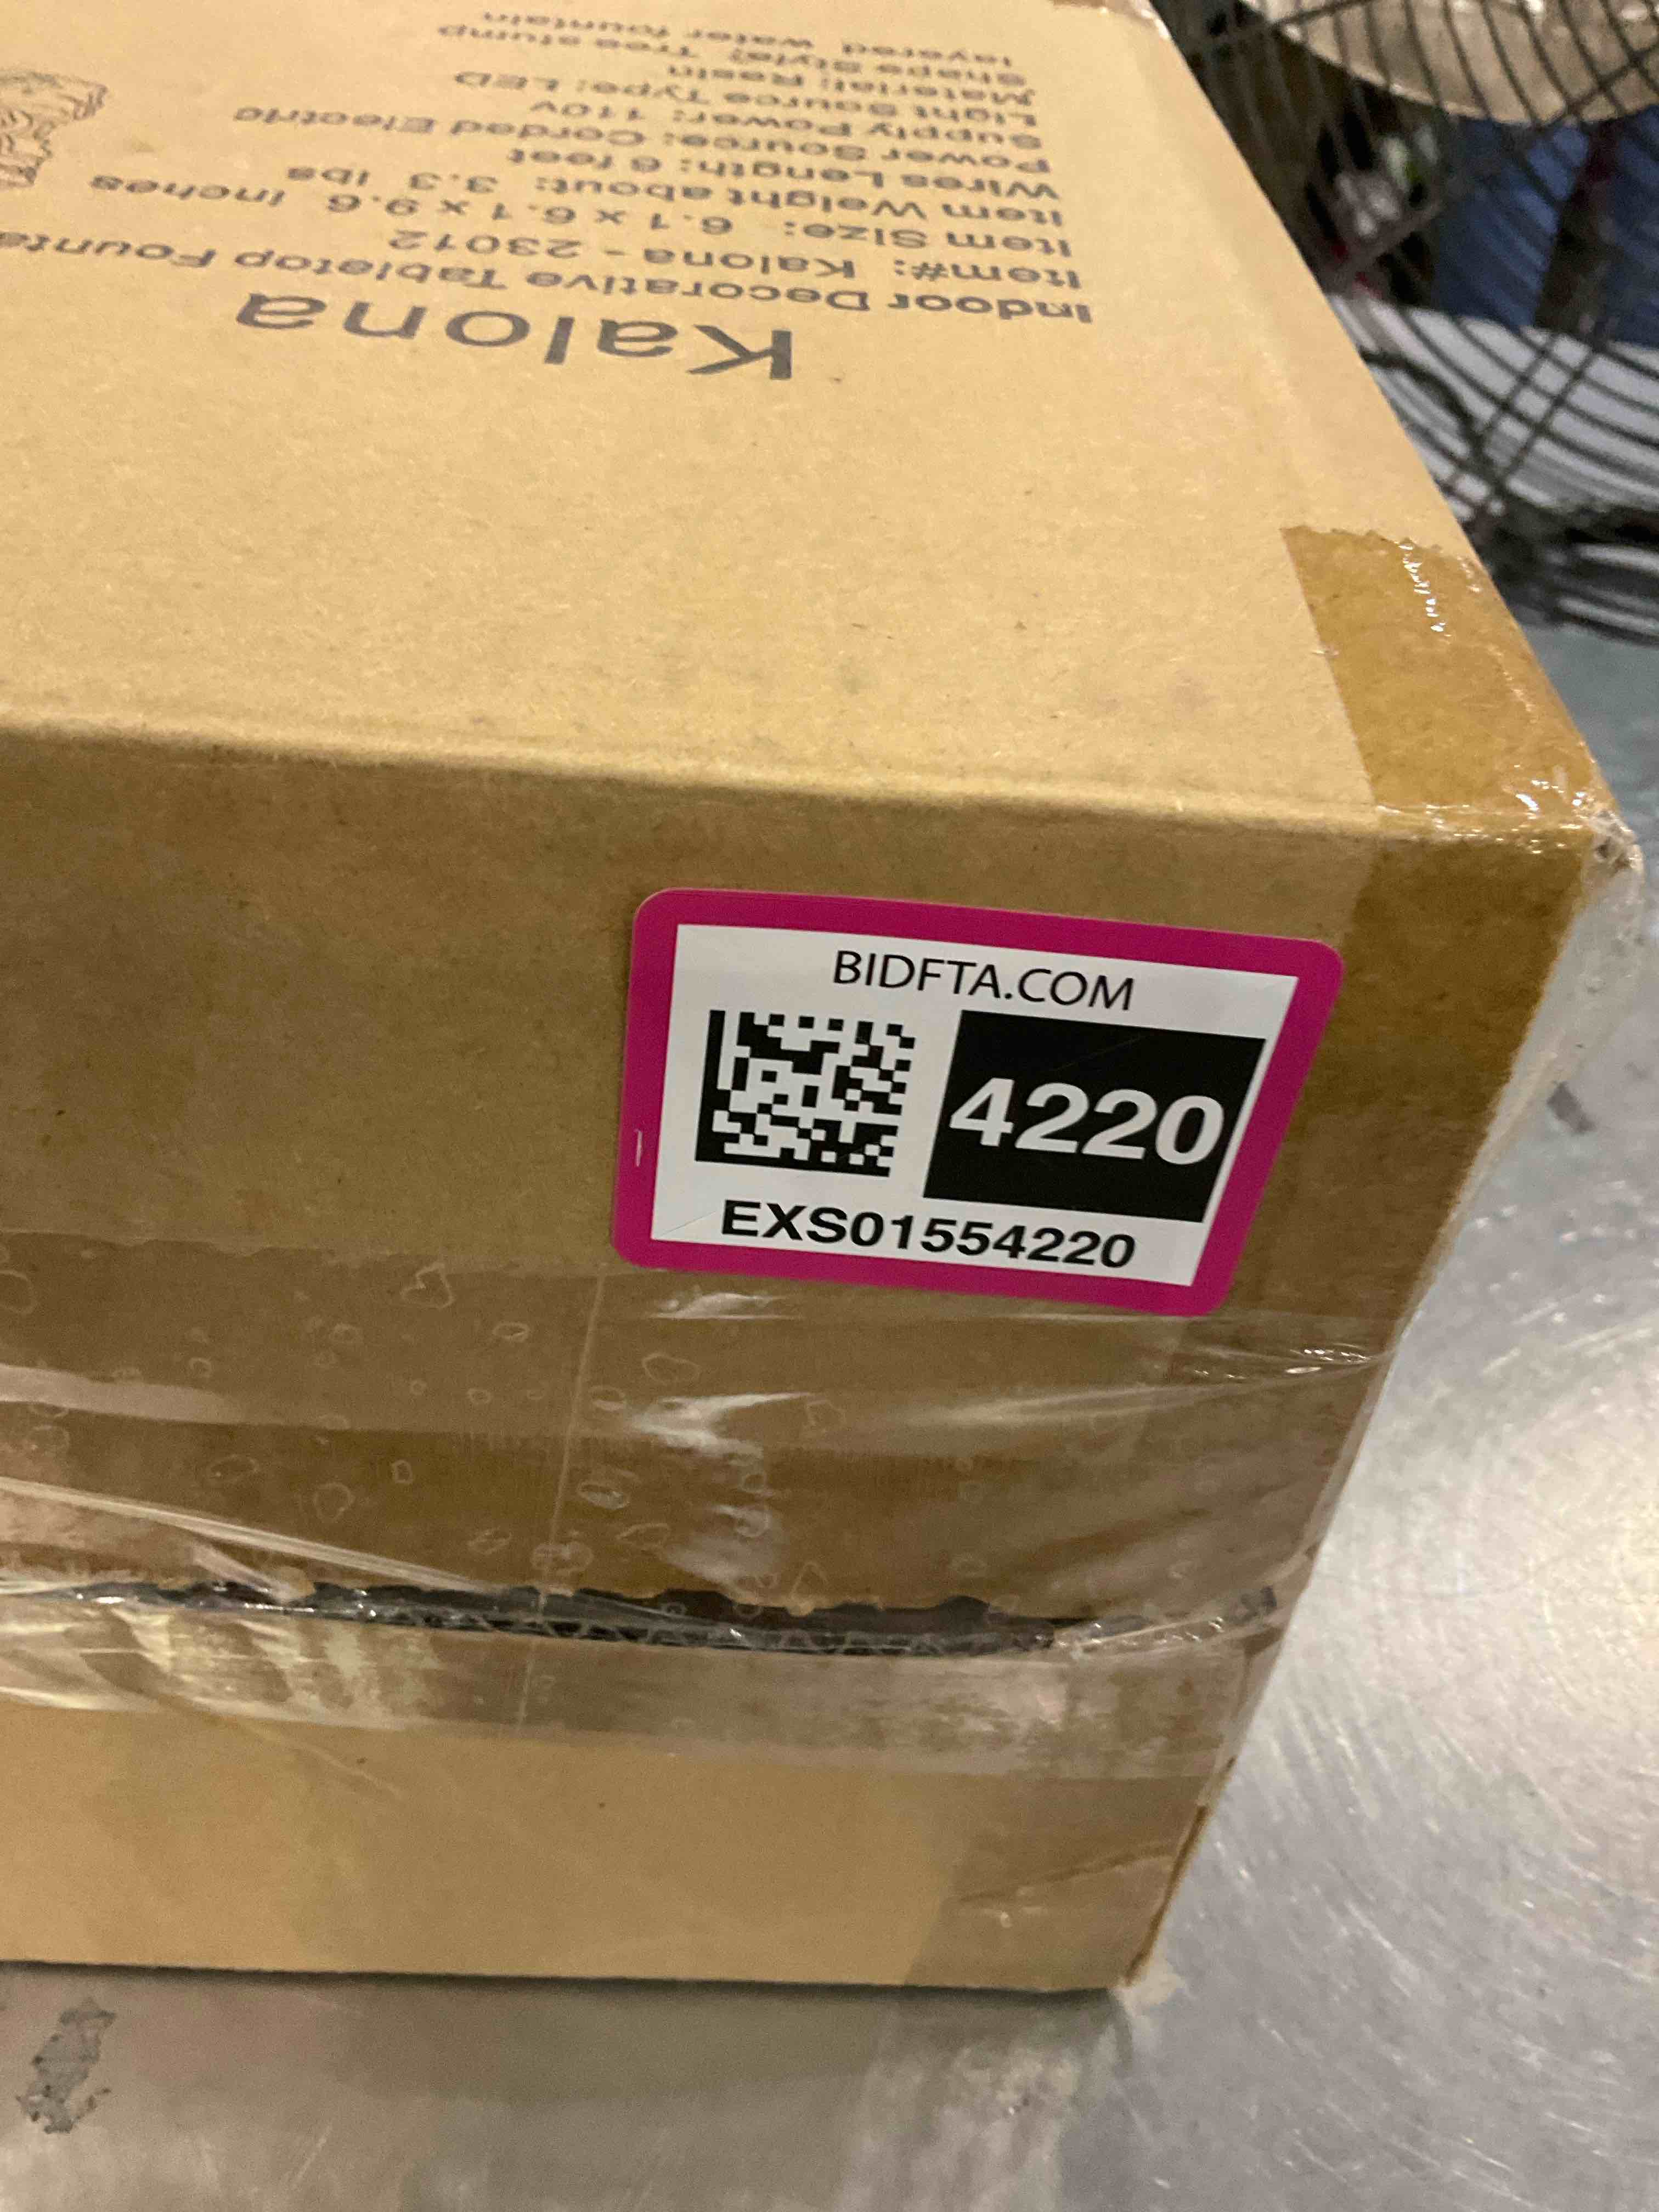 Kalona
Indoor Decorative Tabletop
Item#: Kalona - 23012
Item Size: 6.1 x 6.1 x 9.6 inches
Item Weight about: 3.3 lbs
Wires Length: 6 feet
Power Source: Corded Electric
Supply Power: 110v
Light Source Type: LED
Material: Resin
Shape Style: Tree stump
layered water fountain
BIDFTA.COM
4220
EXS01554220